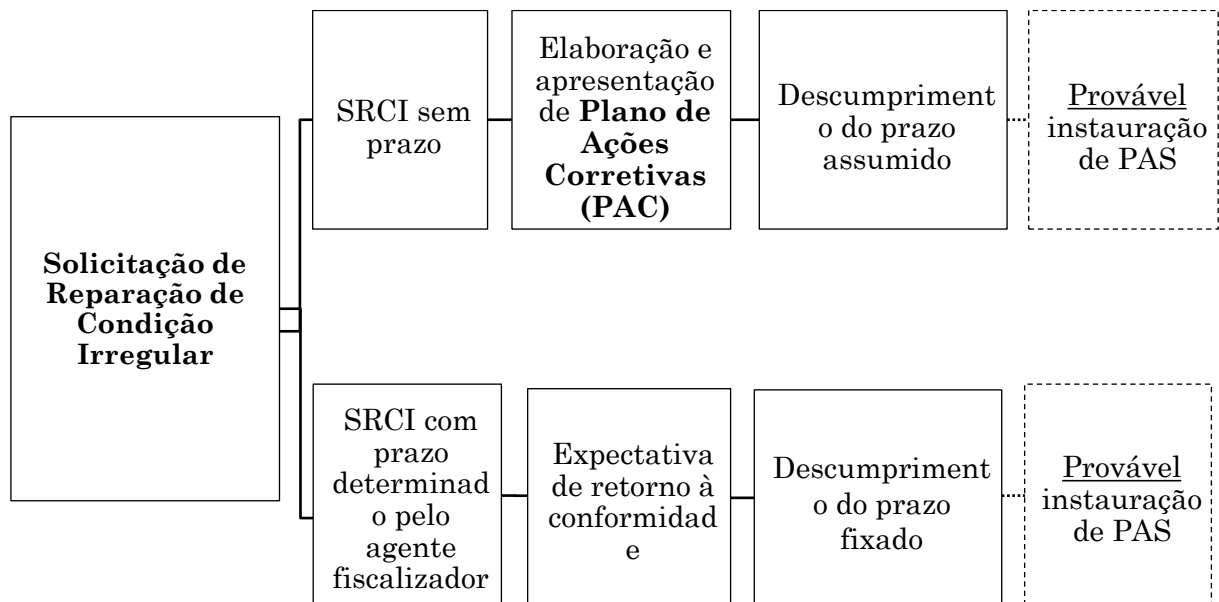 Solicitação de
Reparação de
Condição
Irregular
SRCI sem
prazo
Elaboração e
apresentação
de Plano de
Ações
Corretivas
(PAC)
Descumpriment
o do prazo
assumido
Provável
instauração
de PAS
SRCI com
prazo
determinad
o pelo
agente
fiscalizador
Expectativa
de retorno à
conformidad
e
Descumpriment
o do prazo
fixado
Provável
instauração
de PAS